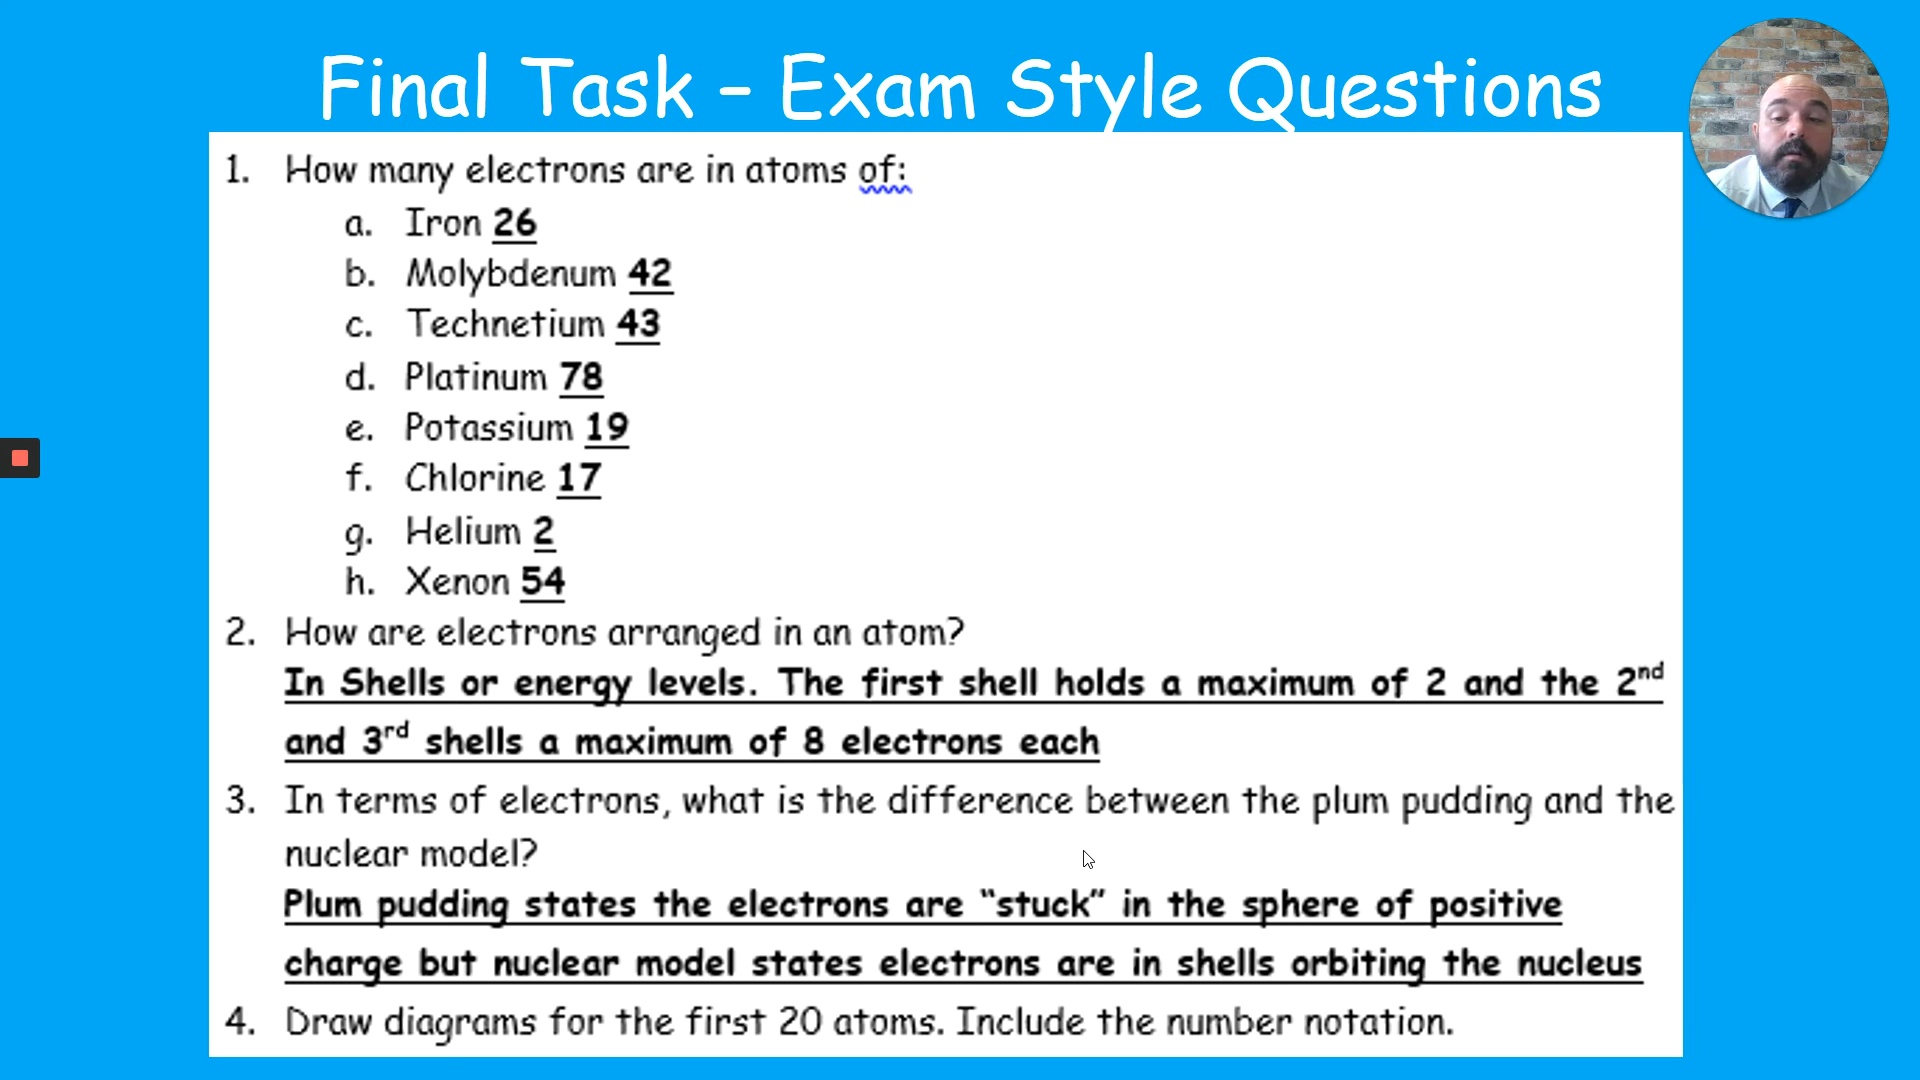 Final Task – Exam Style Questions
1. How many electrons are in atoms of:
a. Iron 26
b. Molybdenum 42
c. Technetium 43
d. Platinum 78
e. Potassium 19
f. Chlorine 17
g. Helium 2
h. Xenon 54
2. How are electrons arranged in an atom?
In Shells or energy levels. The first shell holds a maximum of 2 and the 2nd
and 3rd shells a maximum of 8 electrons each
3. In terms of electrons, what is the difference between the plum pudding and the
nuclear model?
Plum pudding states the electrons are “stuck” in the sphere of positive
charge but nuclear model states electrons are in shells orbiting the nucleus
4. Draw diagrams for the first 20 atoms. Include the number notation.